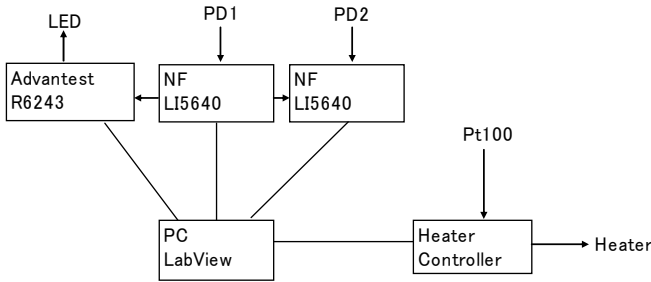 LED
PD1
PD2
Advantest
R6243
NF
LI5640
NF
LI5640
Pt100
PC
LabView
Heater
Controller
Heater